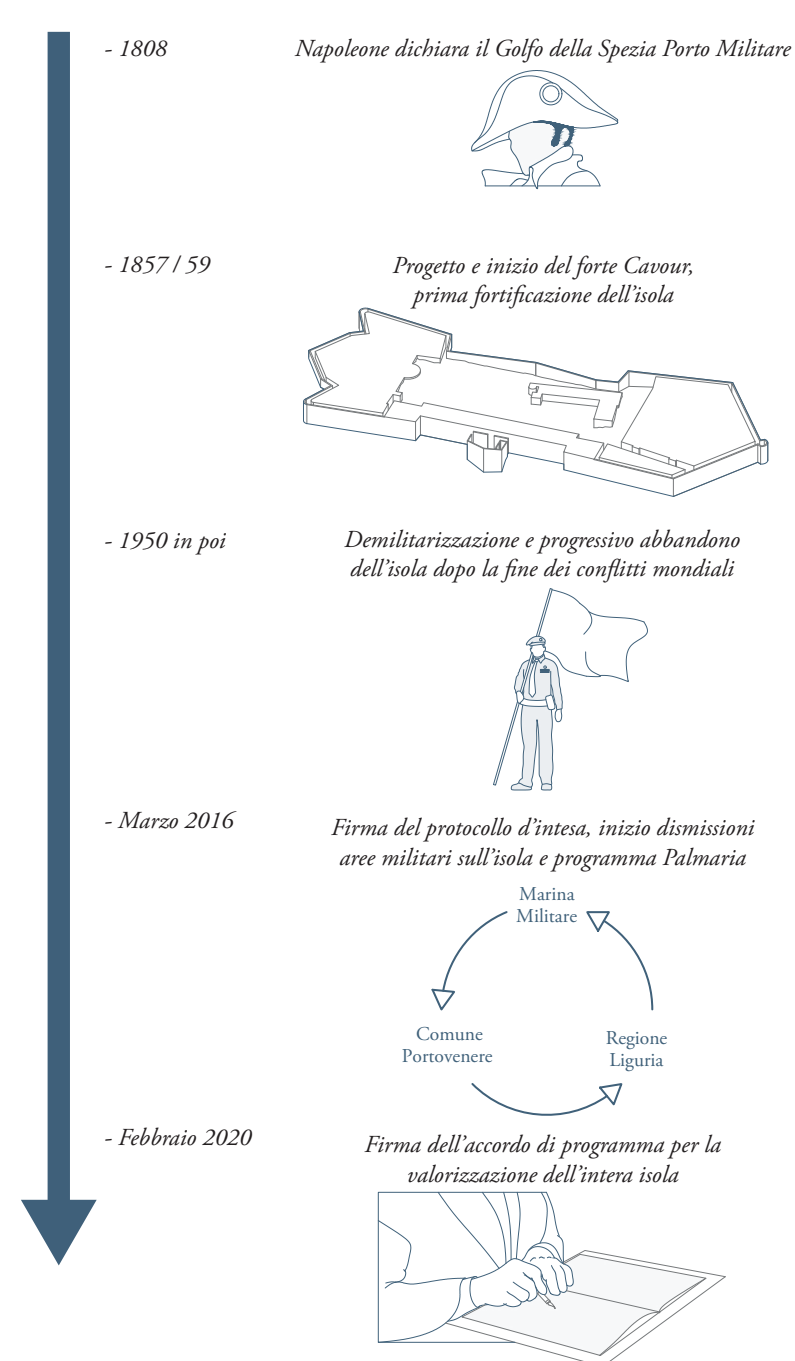 - 1808
Napoleone dichiara il Golfo della Spezia Porto Militare
- 1857 / 59
Progetto e inizio del forte Cavour,
prima fortificazione dell’isola
- 1950 in poi
Demilitarizzazione e progressivo abbandono
dell’isola dopo la fine dei conflitti mondiali
- Marzo 2016
Firma del protocollo d’intesa, inizio dismissioni
aree militari sull’isola e programma Palmaria
Marina
Militare
Comune
Portovenere
Regione
Liguria
- Febbraio 2020
Firma dell’accordo di programma per la
valorizzazione dell’intera isola